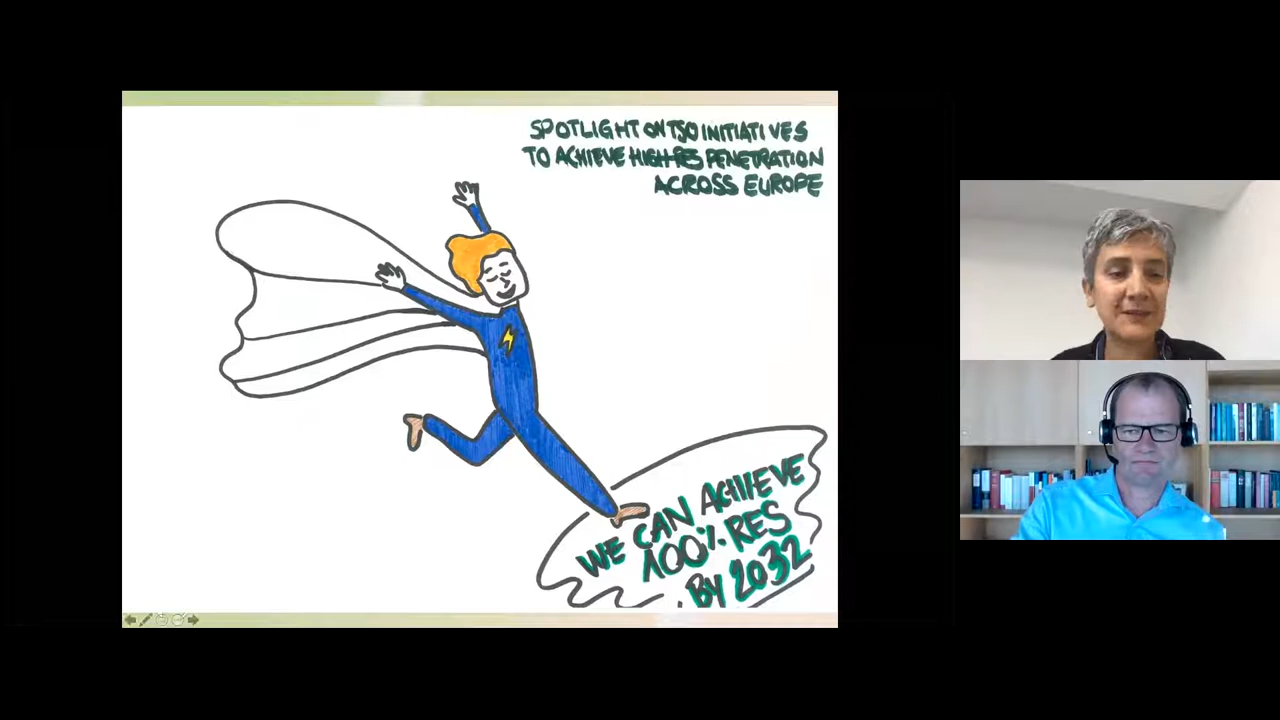 SPOTLIGHT ON TSO INITIATIVES
TO ACHIEVE HIGH RES PENETRATION
ACROSS EUROPE
WE CAN ACHIEVE
100% RES
BY 2032